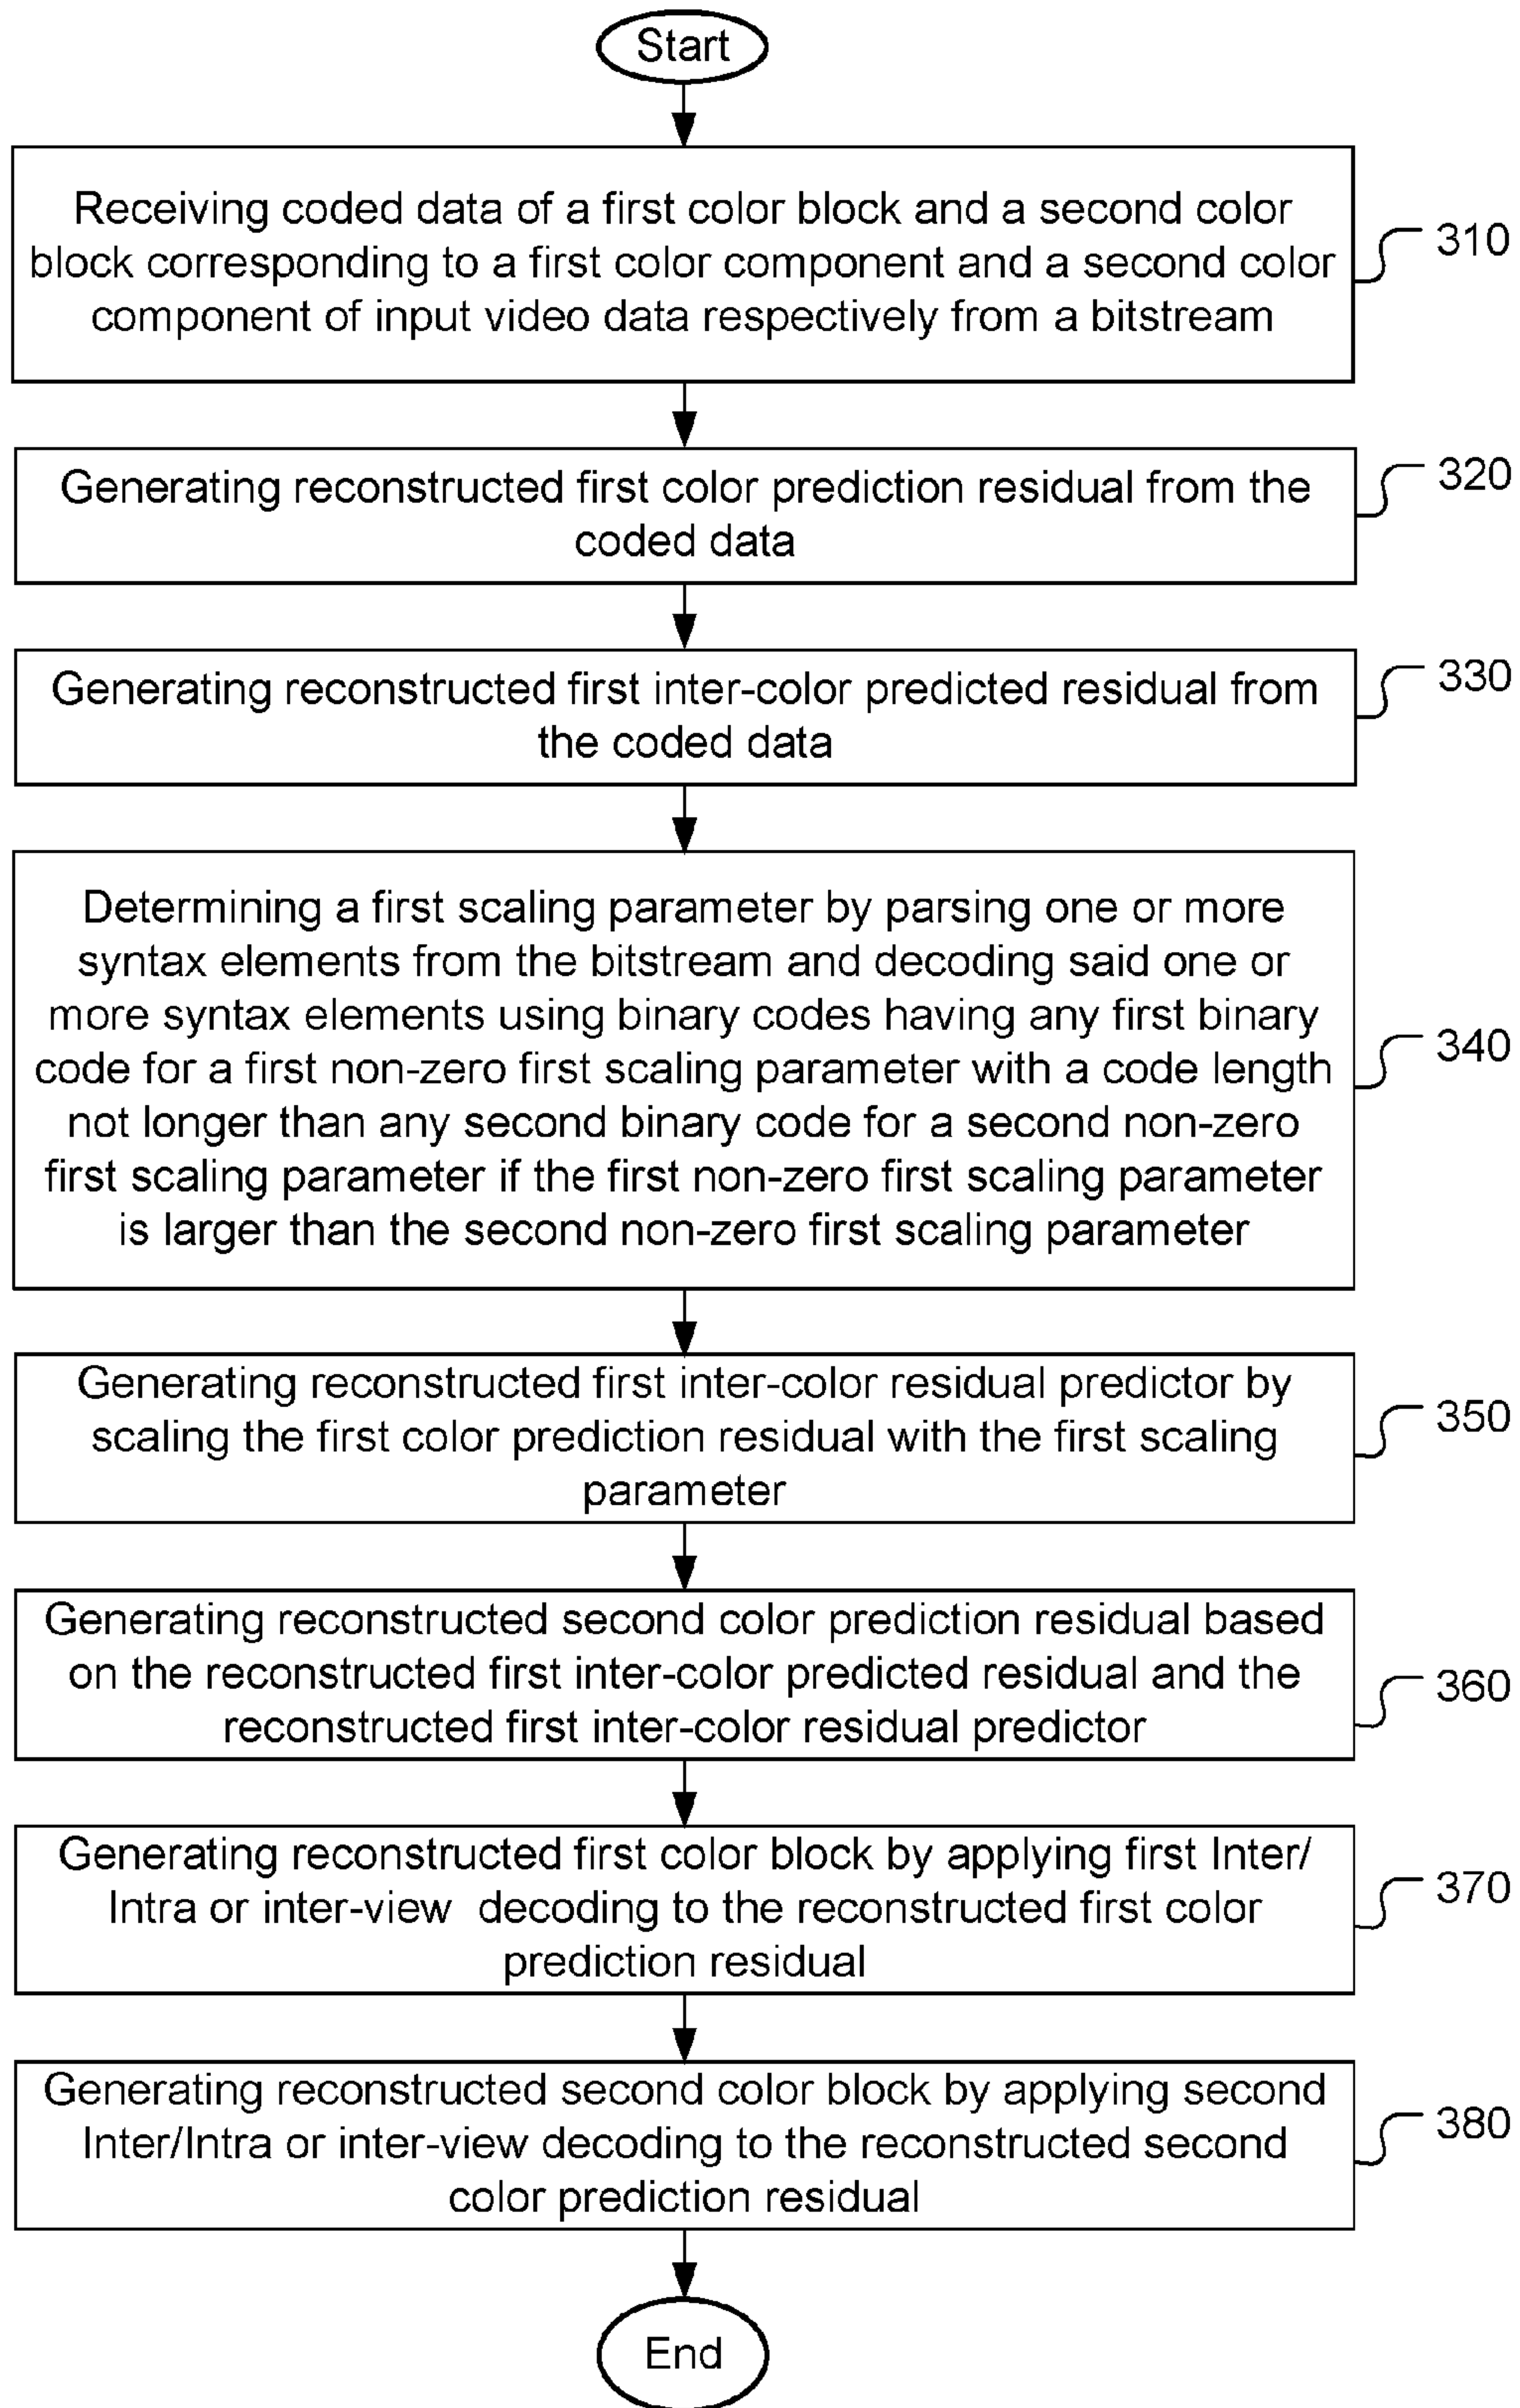 Start
Receiving coded data of a first color block and a second color
block corresponding to a first color component and a second color
component of input video data respectively from a bitstream
310
Generating reconstructed first color prediction residual from the
coded data
320
Generating reconstructed first inter-color predicted residual from
the coded data
330
Determining a first scaling parameter by parsing one or more
syntax elements from the bitstream and decoding said one or
more syntax elements using binary codes having any first binary
code for a first non-zero first scaling parameter with a code length
not longer than any second binary code for a second non-zero
first scaling parameter if the first non-zero first scaling parameter
is larger than the second non-zero first scaling parameter
340
Generating reconstructed first inter-color residual predictor by
scaling the first color prediction residual with the first scaling
parameter
350
Generating reconstructed second color prediction residual based
on the reconstructed first inter-color predicted residual and the
reconstructed first inter-color residual predictor
360
Generating reconstructed first color block by applying first Inter/
Intra or inter-view decoding to the reconstructed first color
prediction residual
370
Generating reconstructed second color block by applying second
Inter/Intra or inter-view decoding to the reconstructed second
color prediction residual
380
End